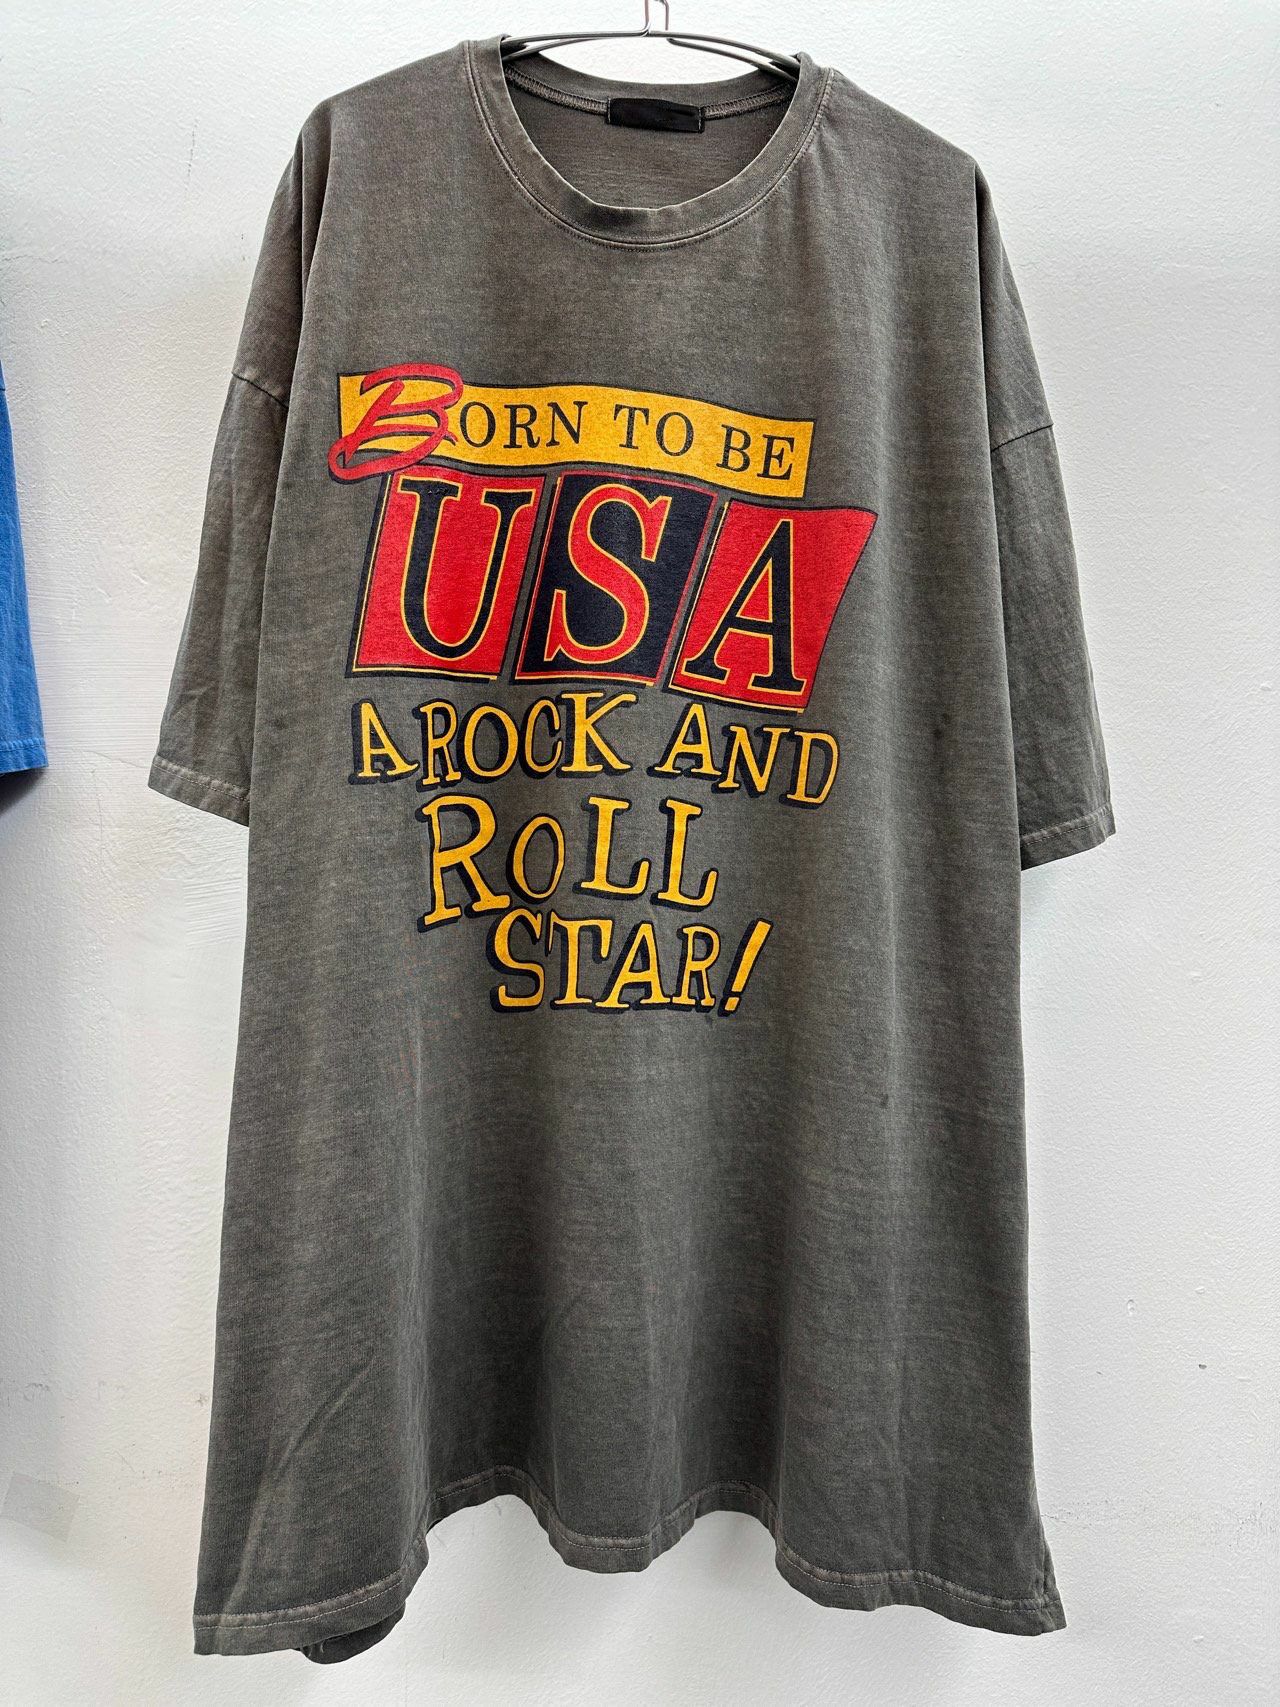 BORN TO BE
USA
A ROCK AND
ROLL
STAR!